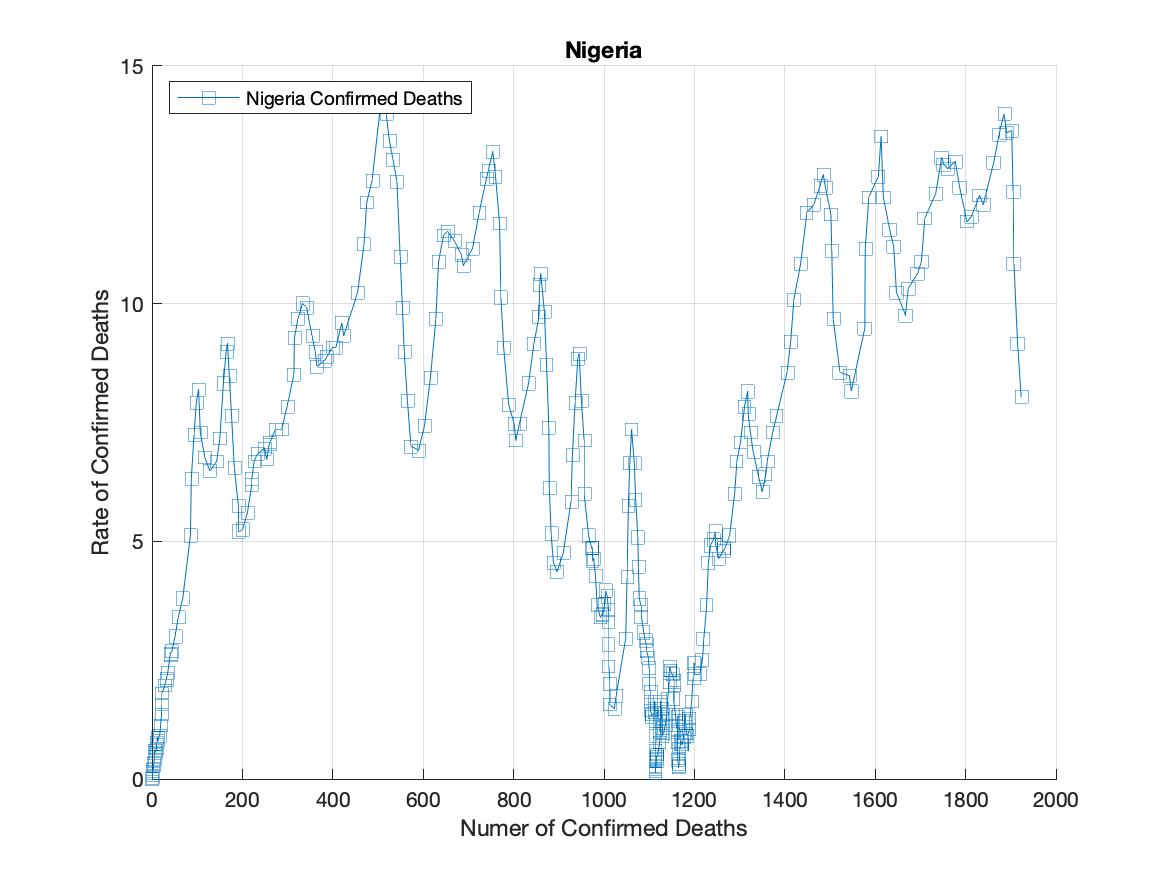 Nigeria
15
Nigeria Confirmed Deaths
10
5
0
Rate of Confirmed Deaths
0 200 400 600 800 1000 1200 1400 1600 1800 2000
Numer of Confirmed Deaths